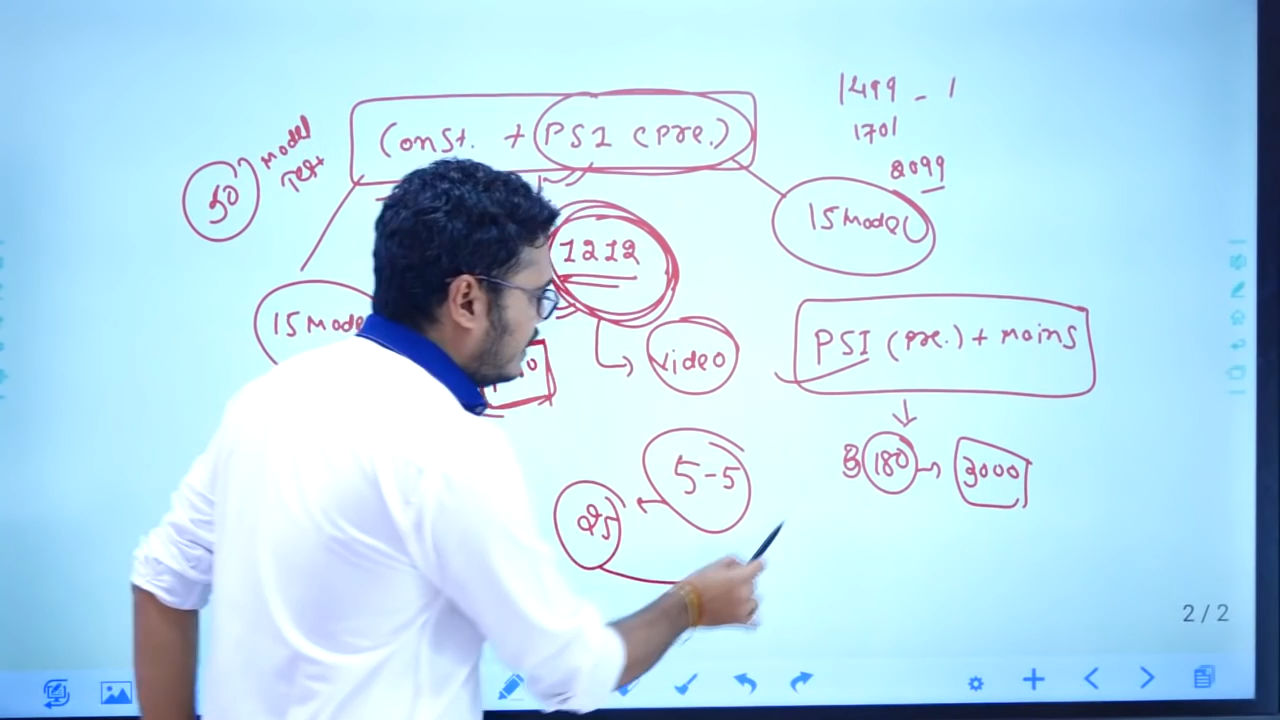 1499 - 1
1701
2099
Const. + PSI (Pre.)
50 model
Test
15 Model
1212
15 Mode
video
PSI (Pre.) + Mains
180 → 3000
5-5
25
2/2